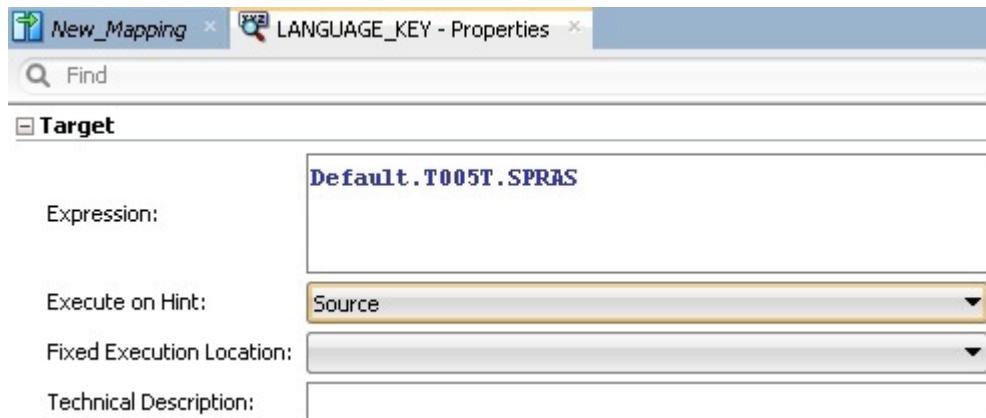 New_Mapping LANGUAGE_KEY - Properties
Find
Target
Default.T005T.SPRAS
Expression:
Execute on Hint: Source
Fixed Execution Location:
Technical Description: